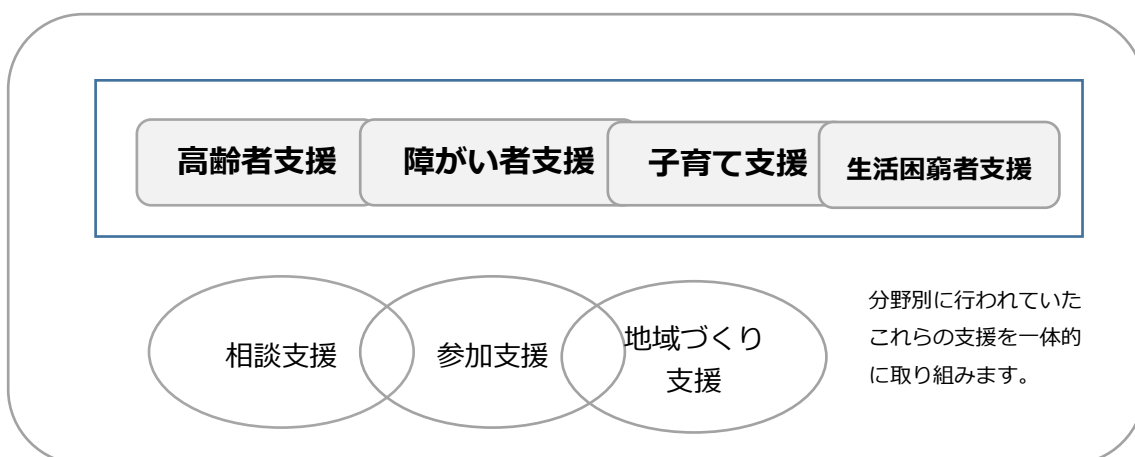 高齢者支援
障がい者支援
子育て支援
生活困窮者支援
相談支援
参加支援
地域づくり
支援
分野別に行われていた
これらの支援を一体的
に取り組みます。